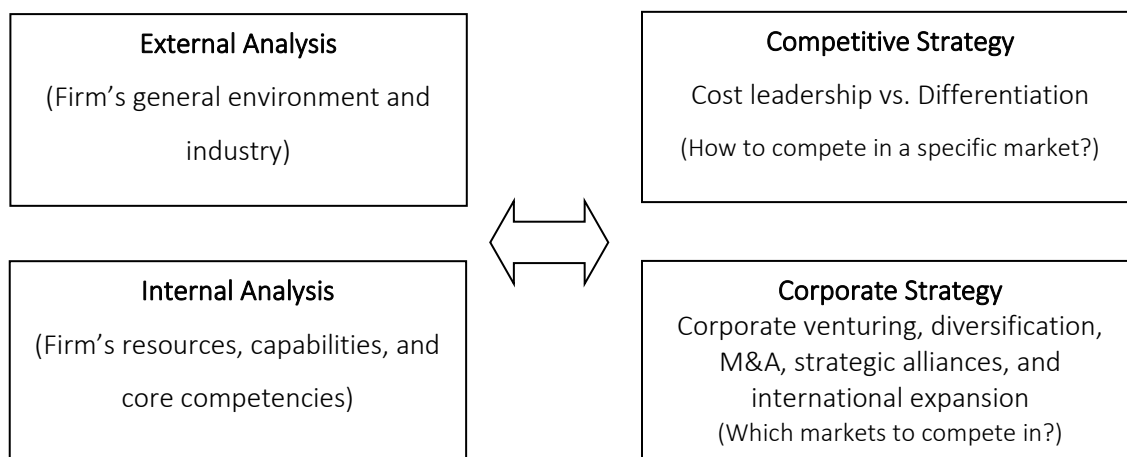 External Analysis
(Firm’s general environment and
industry)
Competitive Strategy
Cost leadership vs. Differentiation
(How to compete in a specific market?)
Internal Analysis
(Firm’s resources, capabilities, and
core competencies)
Corporate Strategy
Corporate venturing, diversification,
M&A, strategic alliances, and
international expansion
(Which markets to compete in?)